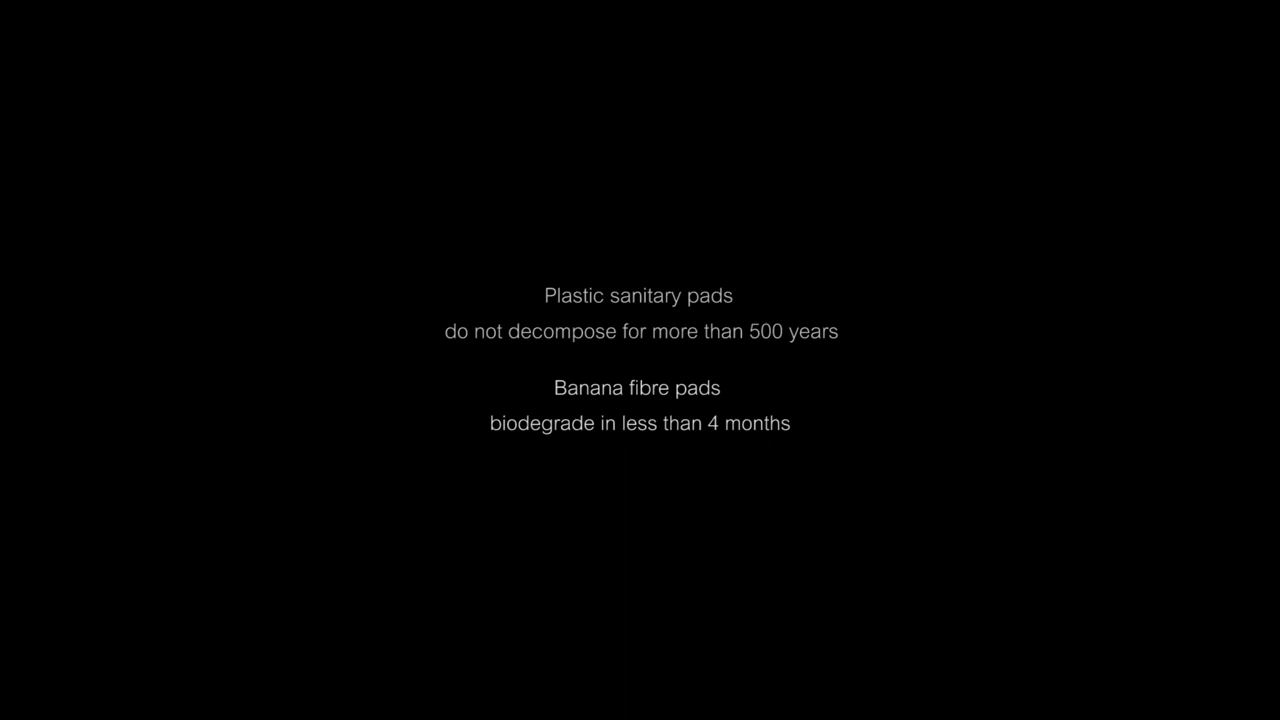 Plastic sanitary pads
do not decompose for more than 500 years
Banana fibre pads
biodegrade in less than 4 months